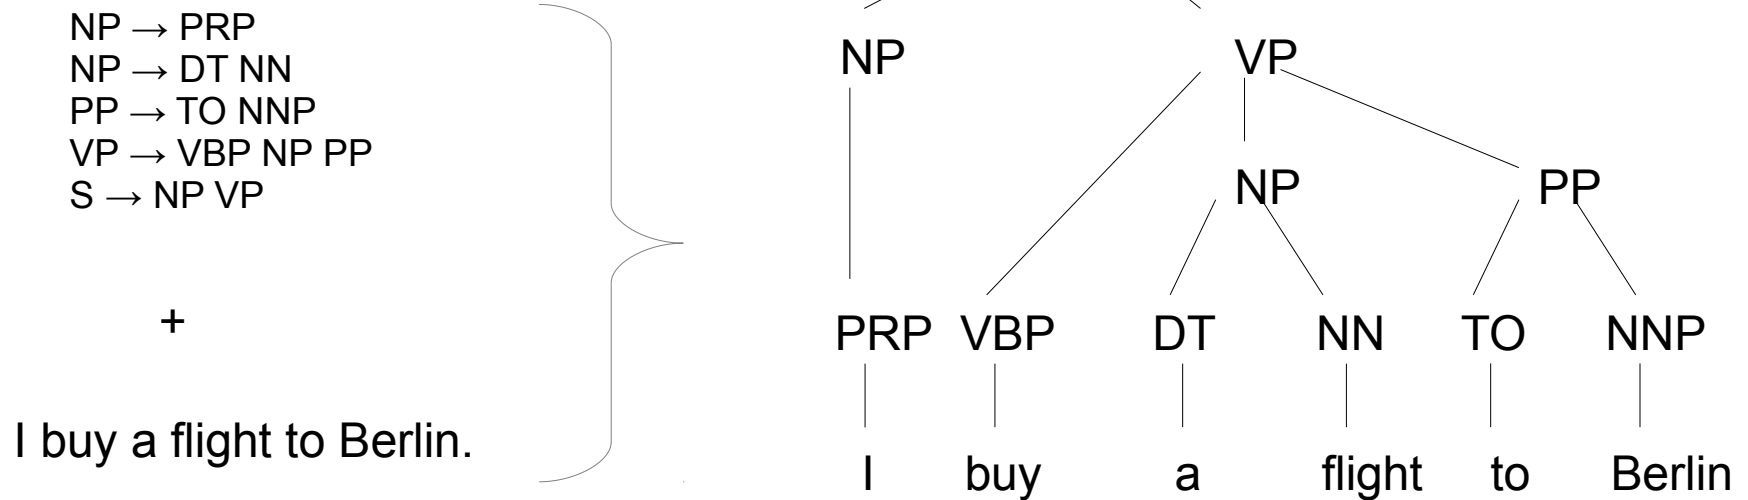 NP → PRP
NP → DT NN
PP → TO NNP
VP → VBP NP PP
S → NP VP
+
I buy a flight to Berlin.
NP VP
NP PP
PRP VBP DT NN TO NNP
I buy a flight to Berlin